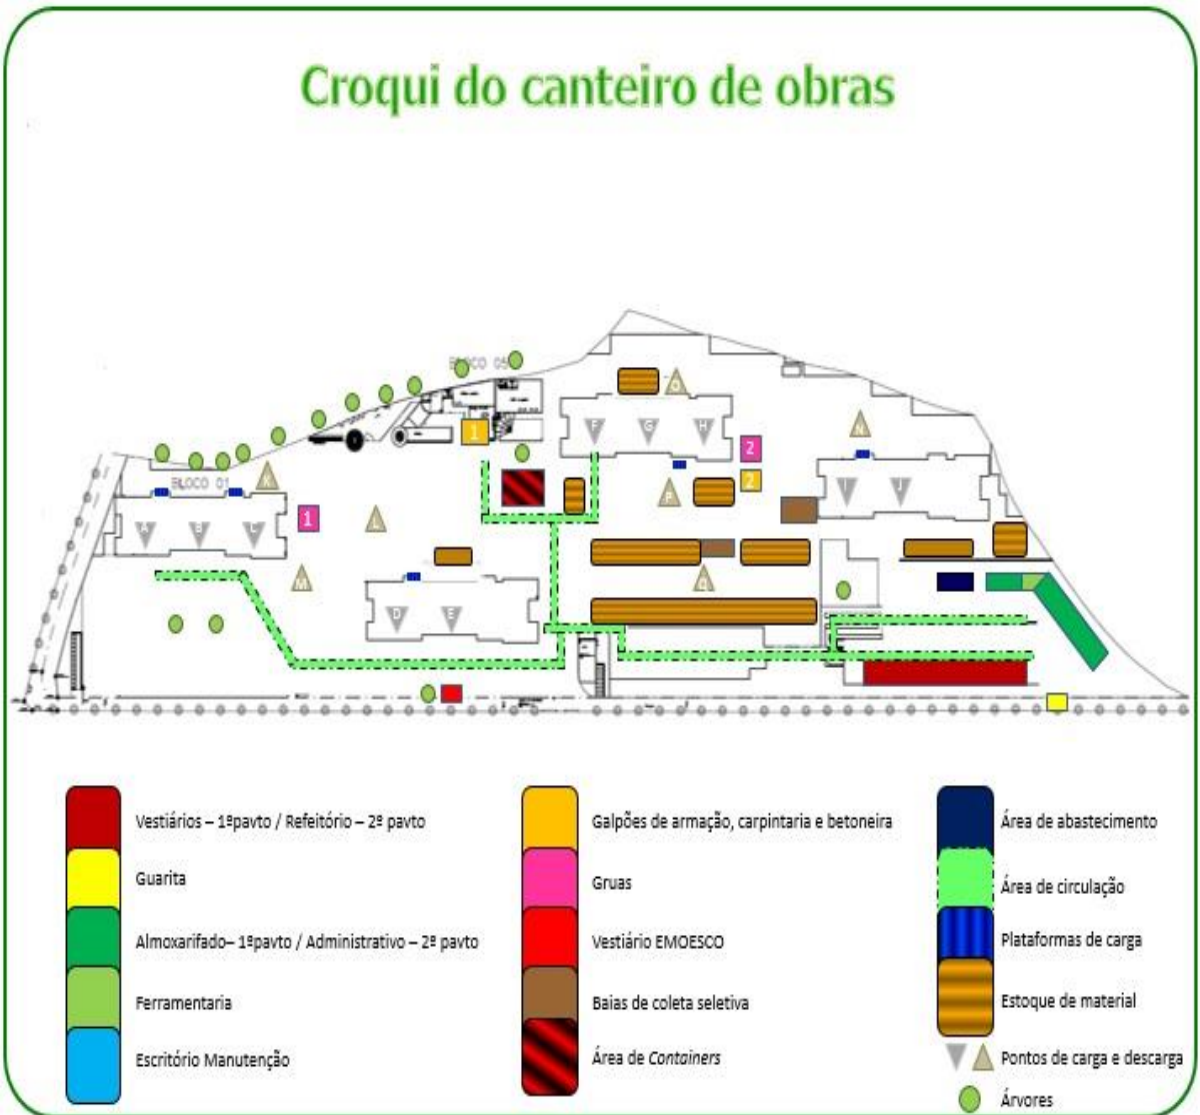 Croqui do canteiro de obras
BLOCO 05
O
1
F
G
H
N
2
K
BLOCO 01
2
I
J
P
A
B
C
1
L
M
Q
D
E
Vestiários – 1ºpavto / Refeitório – 2º pavto
Guarita
Almoxarifado– 1ºpavto / Administrativo – 2º pavto
Ferramentaria
Escritório Manutenção
Galpões de armação, carpintaria e betoneira
Gruas
Vestiário EMOESCO
Baias de coleta seletiva
Área de Containers
Área de abastecimento
Área de circulação
Plataformas de carga
Estoque de material
Pontos de carga e descarga
Árvores